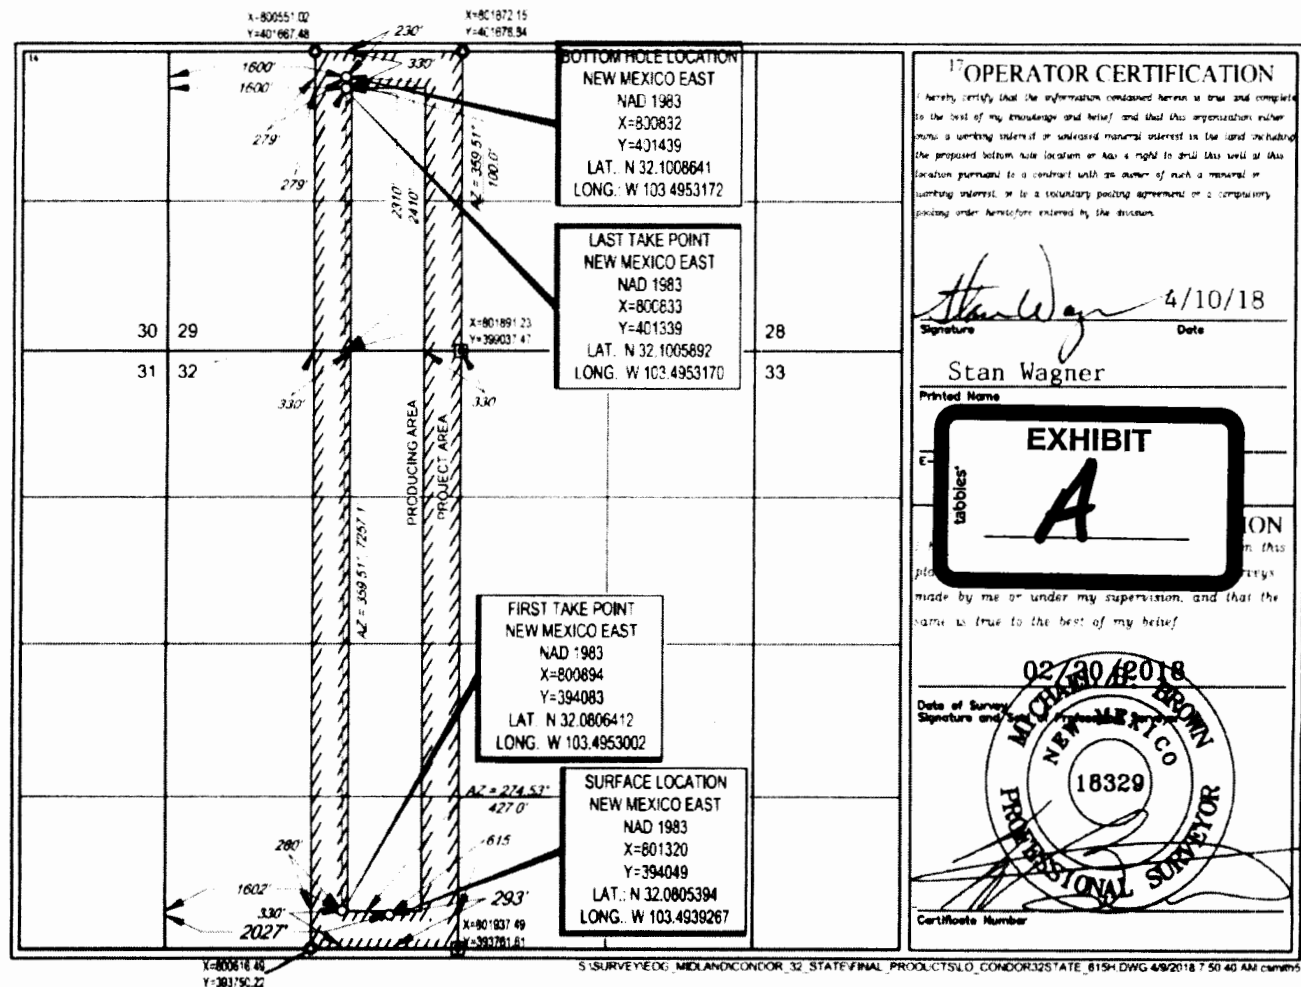 X=800551.02
Y=401667.48
X=801872.15
Y=401678.84
16
230'
330'
1600'
1600'
279'
279'
2310'
2410'
AZ = 359.51°
100.0'
BOTTOM HOLE LOCATION
NEW MEXICO EAST
NAD 1983
X=800832
Y=401439
LAT.: N 32.1008641
LONG.: W 103.4953172
LAST TAKE POINT
NEW MEXICO EAST
NAD 1983
X=800833
Y=401339
LAT.: N 32.1005892
LONG.: W 103.4953170
30 29
31 32
X=801891.23
Y=399037.47
28
33
330'
330
PRODUCING AREA
PROJECT AREA
AZ = 359.51° 7257.1
FIRST TAKE POINT
NEW MEXICO EAST
NAD 1983
X=800894
Y=394083
LAT.: N 32.0806412
LONG.: W 103.4953002
AZ = 274.53°
427.0'
SURFACE LOCATION
NEW MEXICO EAST
NAD 1983
X=801320
Y=394049
LAT.: N 32.0805394
LONG.: W 103.4939267
280'
615
1602'
330'
293'
2027'
X=801937.49
Y=393761.61
X=800616.49
Y=393750.22
17 OPERATOR CERTIFICATION
I hereby certify that the information contained herein is true and complete
to the best of my knowledge and belief, and that this organization either
owns a working interest or unleased mineral interest in the land including
the proposed bottom hole location or has a right to drill this well at this
location pursuant to a contract with an owner of such a mineral or
working interest, or to a voluntary pooling agreement or a compulsory
pooling order heretofore entered by the division.
Stan Wagner 4/10/18
Signature Date
Stan Wagner
Printed Name
E-
EXHIBIT
A
tabbies'
ION
n this
made by me or under my supervision, and that the
same is true to the best of my belief
02/20/2018
Date of Survey
Signature and Seal of Professional Surveyor
NEW MEXICO
18329
PROFESSIONAL SURVEYOR
Certificate Number
S:\SURVEY\EOG_MIDLAND\CONDOR_32_STATE\FINAL_PRODUCTS\LO_CONDOR32STATE_615H.DWG 4/9/2018 7:50:40 AM csmith5